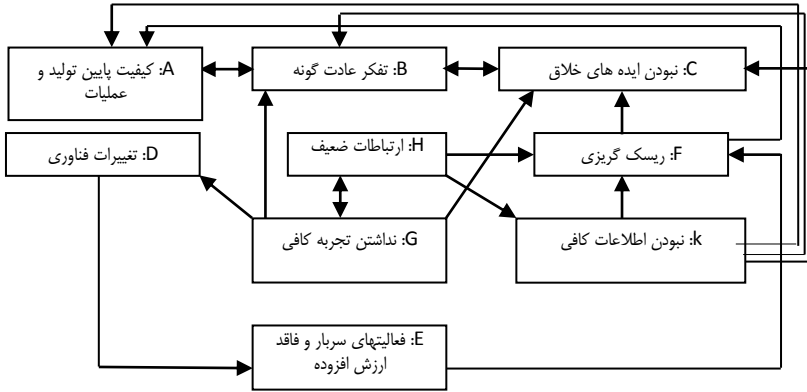 A: کیفیت پایین تولید و
عملیات
B: تفکر عادت گونه
C: نبودن ایده های خلاق
D: تغییرات فناوری
H: ارتباطات ضعیف
F: ریسک گریزی
G: نداشتن تجربه کافی
k: نبودن اطلاعات کافی
E: فعالیتهای سربار و فاقد
ارزش افزوده